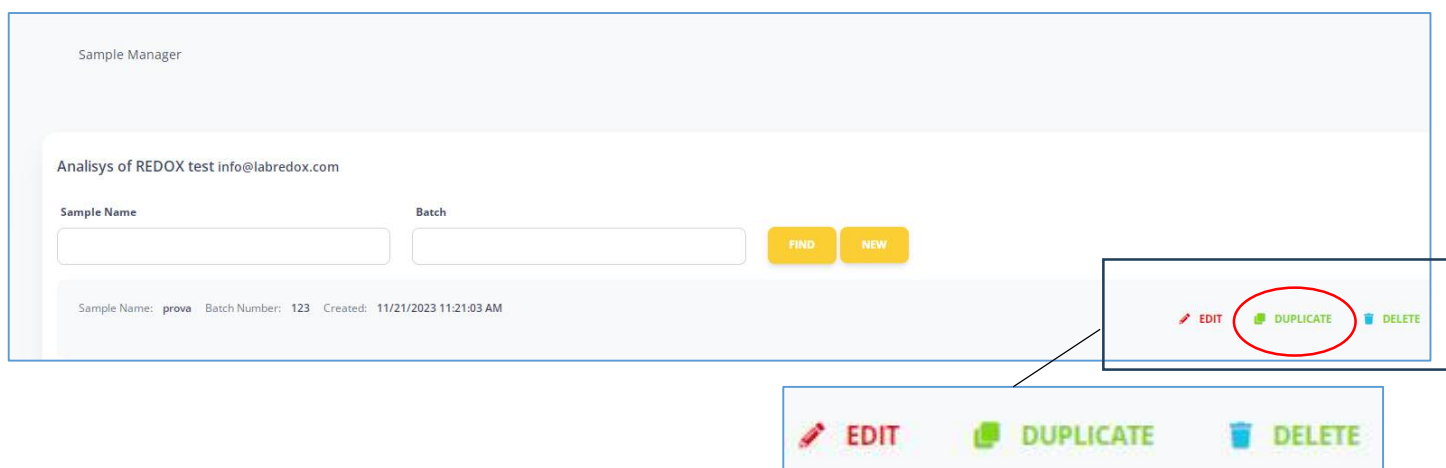 Sample Manager
Analisys of REDOX test info@labredox.com
Sample Name Batch
FIND NEW
Sample Name: prova Batch Number: 123 Created: 11/21/2023 11:21:03 AM
EDIT DUPLICATE DELETE
EDIT DUPLICATE DELETE